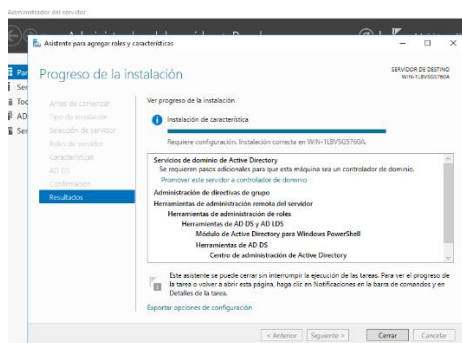 Administrador del servidor
Asistente para agregar roles y características
Progreso de la instalación
SERVIDOR DE DESTINO
WIN-1LBVSG5760A
Antes de comenzar
Tipo de instalación
Selección de servidor
Roles de servidor
Características
AD DS
Confirmación
Resultados
Ver progreso de la instalación
Instalación de característica
Requiere configuración. Instalación correcta en WIN-1LBVSG5760A.
Servicios de dominio de Active Directory
Se requieren pasos adicionales para que esta máquina sea un controlador de dominio.
Promover este servidor a controlador de dominio
Administración de directivas de grupo
Herramientas de administración remota del servidor
Herramientas de administración de roles
Herramientas de AD DS y AD LDS
Módulo de Active Directory para Windows PowerShell
Herramientas de AD DS
Centro de administración de Active Directory
Este asistente se puede cerrar sin interrumpir la ejecución de las tareas. Para ver el progreso de
la tarea o volver a abrir esta página, haga clic en Notificaciones en la barra de comandos y en
Detalles de la tarea.
Exportar opciones de configuración
< Anterior
Siguiente >
Cerrar
Cancelar